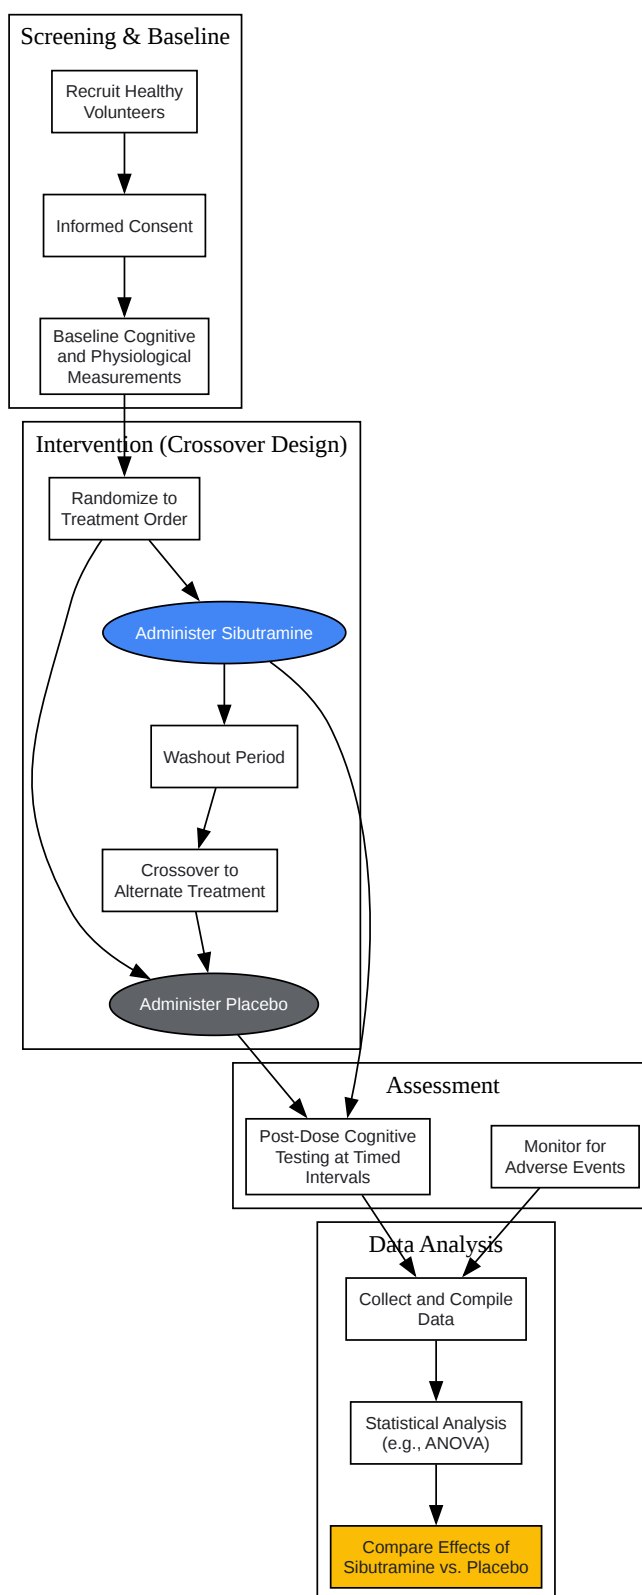 Screening & Baseline
Recruit Healthy
Volunteers
Informed Consent
Baseline Cognitive
and Physiological
Measurements
Intervention (Crossover Design)
Randomize to
Treatment Order
Administer Sibutramine
Washout Period
Crossover to
Alternate Treatment
Administer Placebo
Assessment
Post-Dose Cognitive
Testing at Timed
Intervals
Monitor for
Adverse Events
Data Analysis
Collect and Compile
Data
Statistical Analysis
(e.g., ANOVA)
Compare Effects of
Sibutramine vs. Placebo